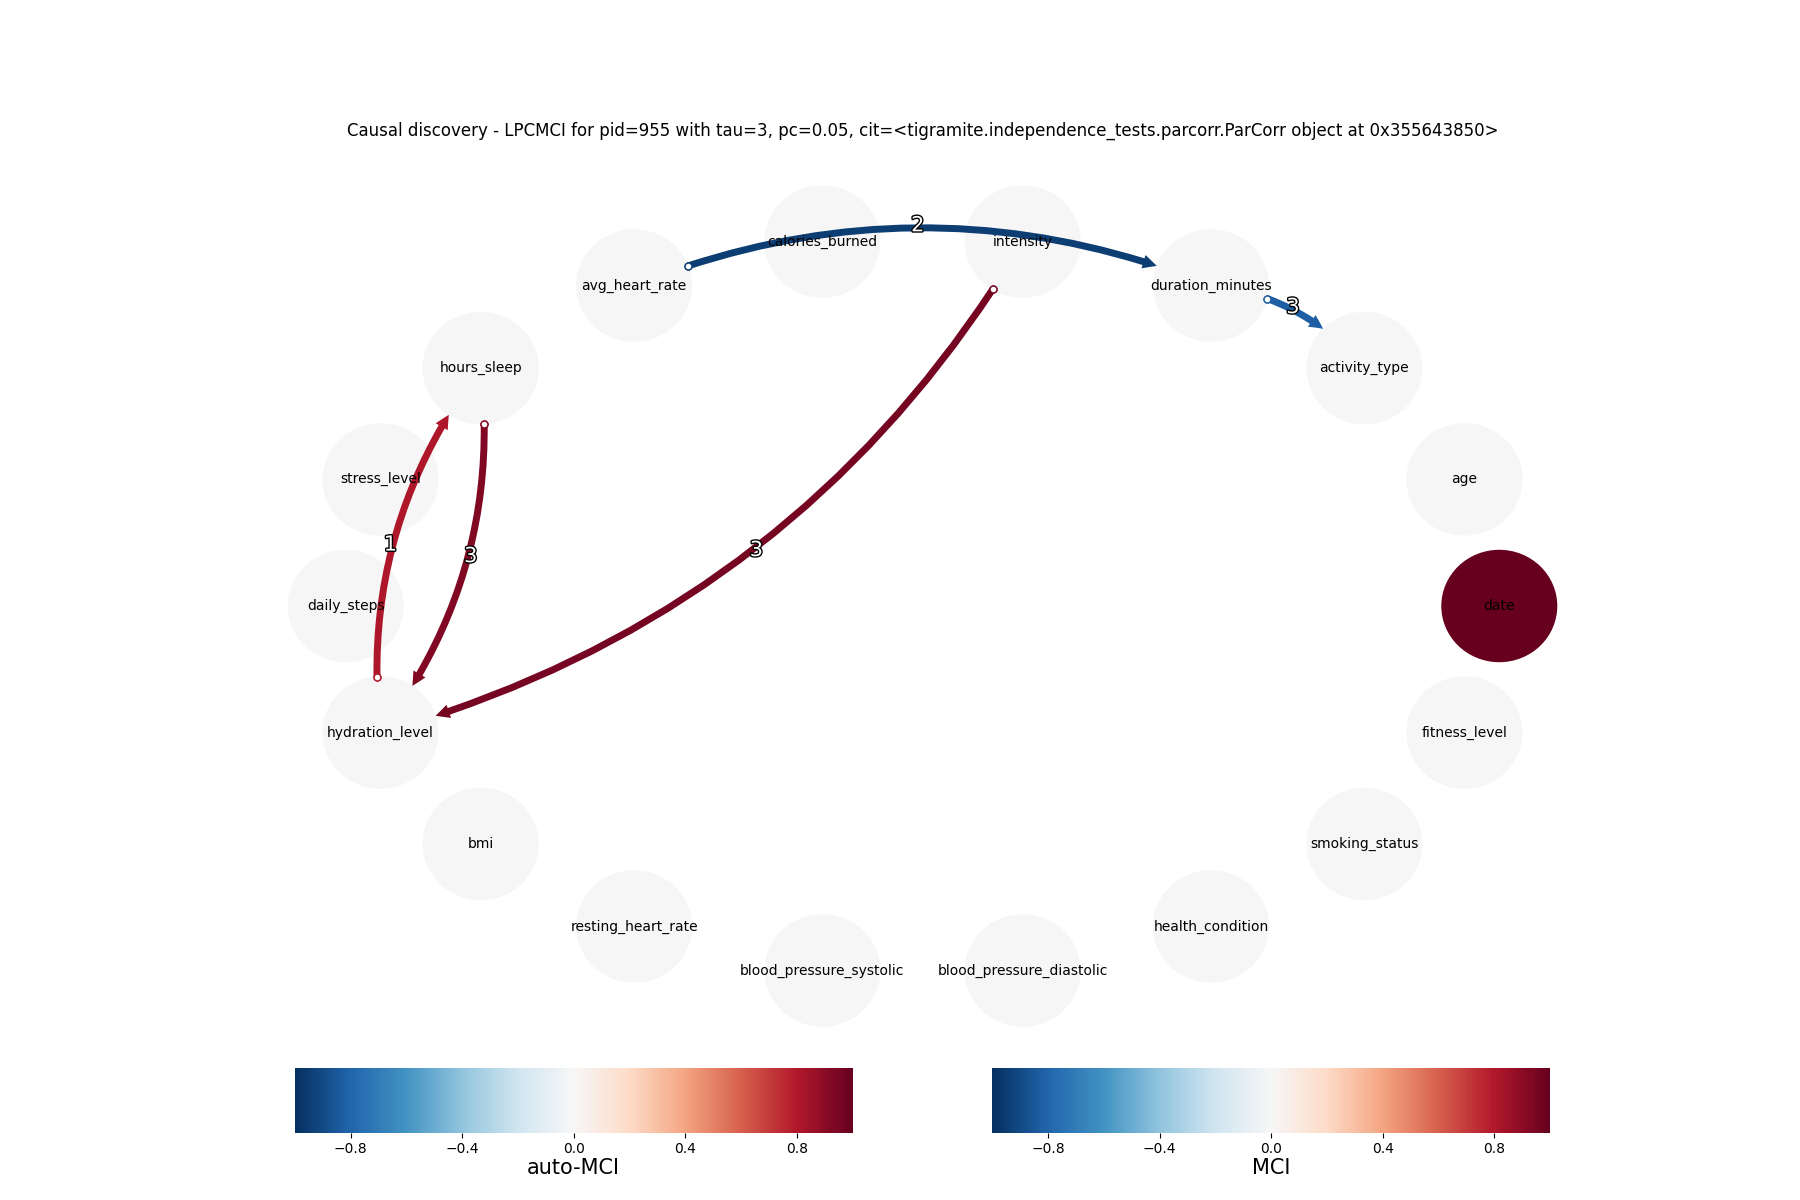 Causal discovery - LPCMCI for pid=955 with tau=3, pc=0.05, cit=<tigramite.independence_tests.parcorr.ParCorr object at 0x355643850>
2
calories_burned
intensity
avg_heart_rate
duration_minutes
3
hours_sleep
activity_type
stress_level
age
1
3
3
daily_steps
date
hydration_level
fitness_level
bmi
smoking_status
resting_heart_rate
health_condition
blood_pressure_systolic
blood_pressure_diastolic
−0.8 −0.4 0.0 0.4 0.8
auto-MCI
−0.8 −0.4 0.0 0.4 0.8
MCI